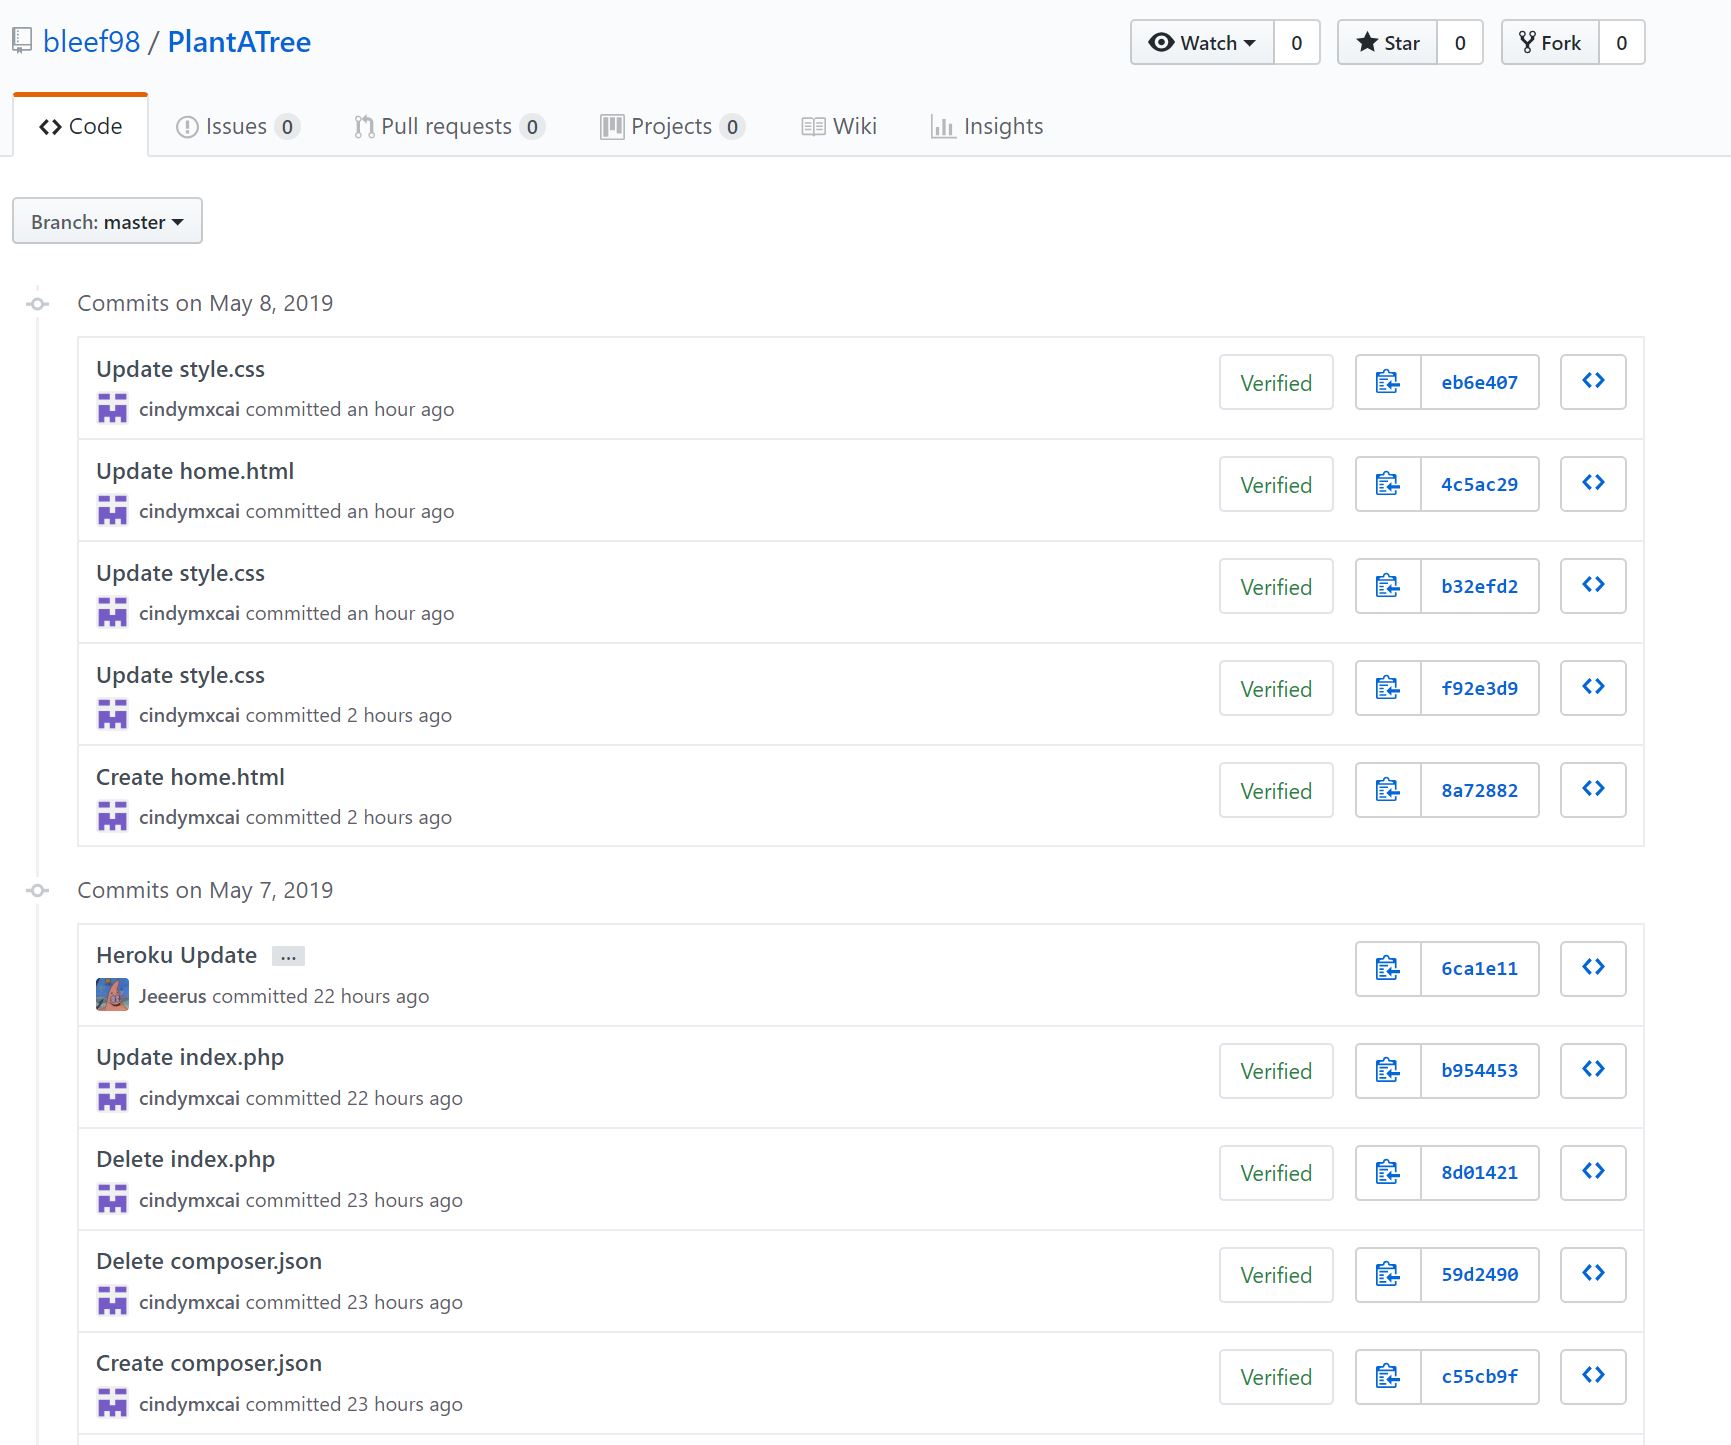 bleef98 / PlantATree Watch 0 Star 0 Fork 0
Code Issues 0 Pull requests 0 Projects 0 Wiki Insights
Branch: master
Commits on May 8, 2019
Update style.css
cindymxcai committed an hour ago
Verified eb6e407
Update home.html
cindymxcai committed an hour ago
Verified 4c5ac29
Update style.css
cindymxcai committed an hour ago
Verified b32efd2
Update style.css
cindymxcai committed 2 hours ago
Verified f92e3d9
Create home.html
cindymxcai committed 2 hours ago
Verified 8a72882
Commits on May 7, 2019
Heroku Update ...
Jeeerus committed 22 hours ago
6ca1e11
Update index.php
cindymxcai committed 22 hours ago
Verified b954453
Delete index.php
cindymxcai committed 23 hours ago
Verified 8d01421
Delete composer.json
cindymxcai committed 23 hours ago
Verified 59d2490
Create composer.json
cindymxcai committed 23 hours ago
Verified c55cb9f